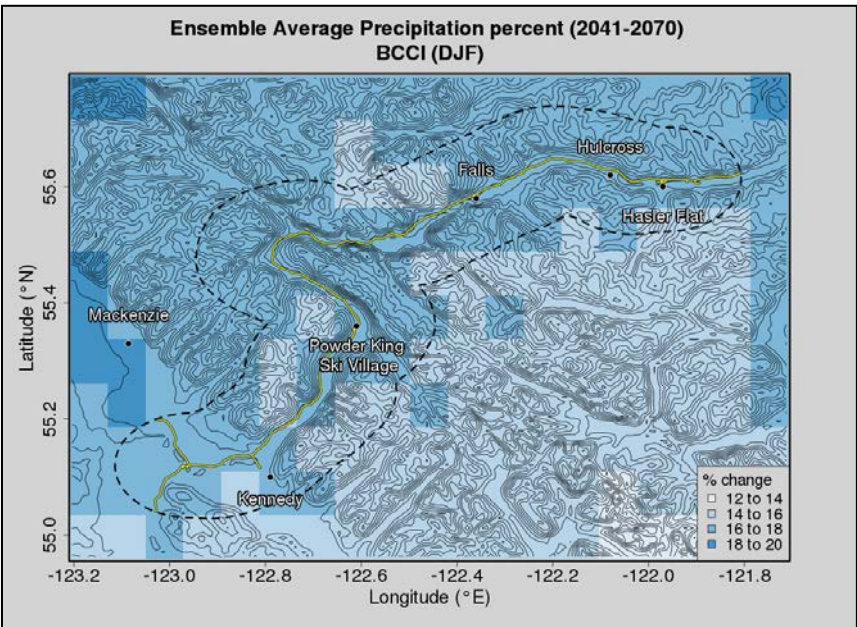 Ensemble Average Precipitation percent (2041-2070)
BCCI (DJF)
Hulcross
Falls
Hasler Flat
Mackenzie
Powder King
Ski Village
Kennedy
Latitude (°N)
55.6
55.4
55.2
55.0
% change
12 to 14
14 to 16
16 to 18
18 to 20
-123.2 -123.0 -122.8 -122.6 -122.4 -122.2 -122.0 -121.8
Longitude (°E)